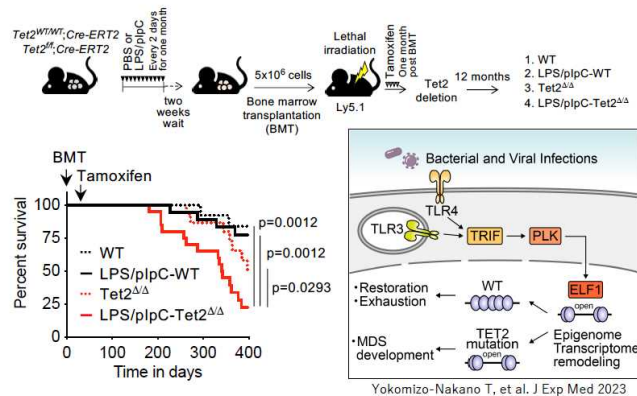 Tet2WT/WT;Cre-ERT2
Tet2f/f;Cre-ERT2
PBS or
LPS/pIpC
Every 2 days
for one month
two
weeks
wait
5x10⁶ cells
Bone marrow
transplantation
(BMT)
Lethal
irradiation
Ly5.1
Tamoxifen
One month
post BMT
Tet2
deletion
12 months
1. WT
2. LPS/pIpC-WT
3. Tet2Δ/Δ
4. LPS/pIpC-Tet2Δ/Δ
BMT
Tamoxifen
Percent survival
100
75
50
25
0
0 100 200 300 400
Time in days
WT
LPS/pIpC-WT
Tet2Δ/Δ
LPS/pIpC-Tet2Δ/Δ
p=0.0012
p=0.0012
p=0.0293
Bacterial and Viral Infections
TLR4
TLR3
TRIF
PLK
ELF1
open
•Restoration
•Exhaustion
WT
•MDS
development
TET2
mutation
open
Epigenome
Transcriptome
remodeling
Yokomizo-Nakano T, et al. J Exp Med 2023